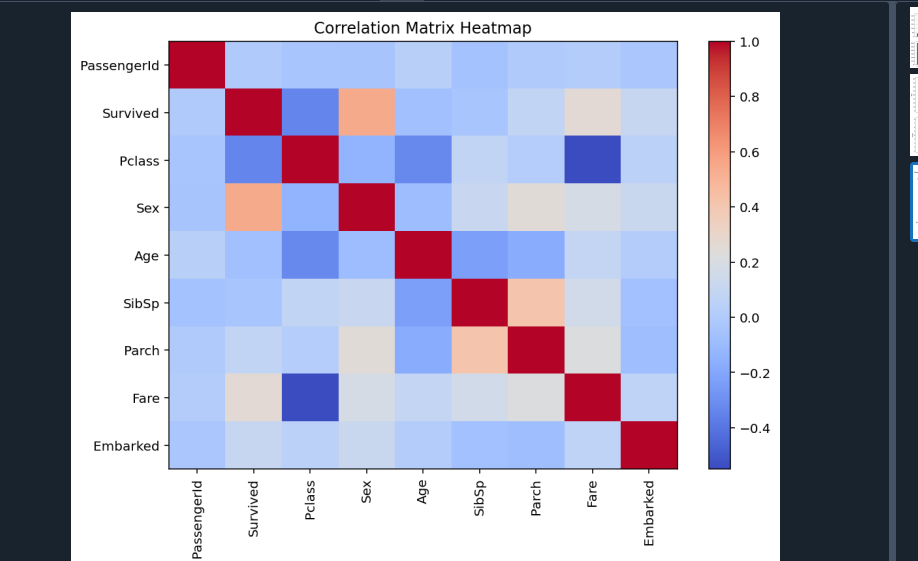 Correlation Matrix Heatmap
PassengerId
Survived
Pclass
Sex
Age
SibSp
Parch
Fare
Embarked
PassengerId
Survived
Pclass
Sex
Age
SibSp
Parch
Fare
Embarked
1.0
0.8
0.6
0.4
0.2
0.0
−0.2
−0.4